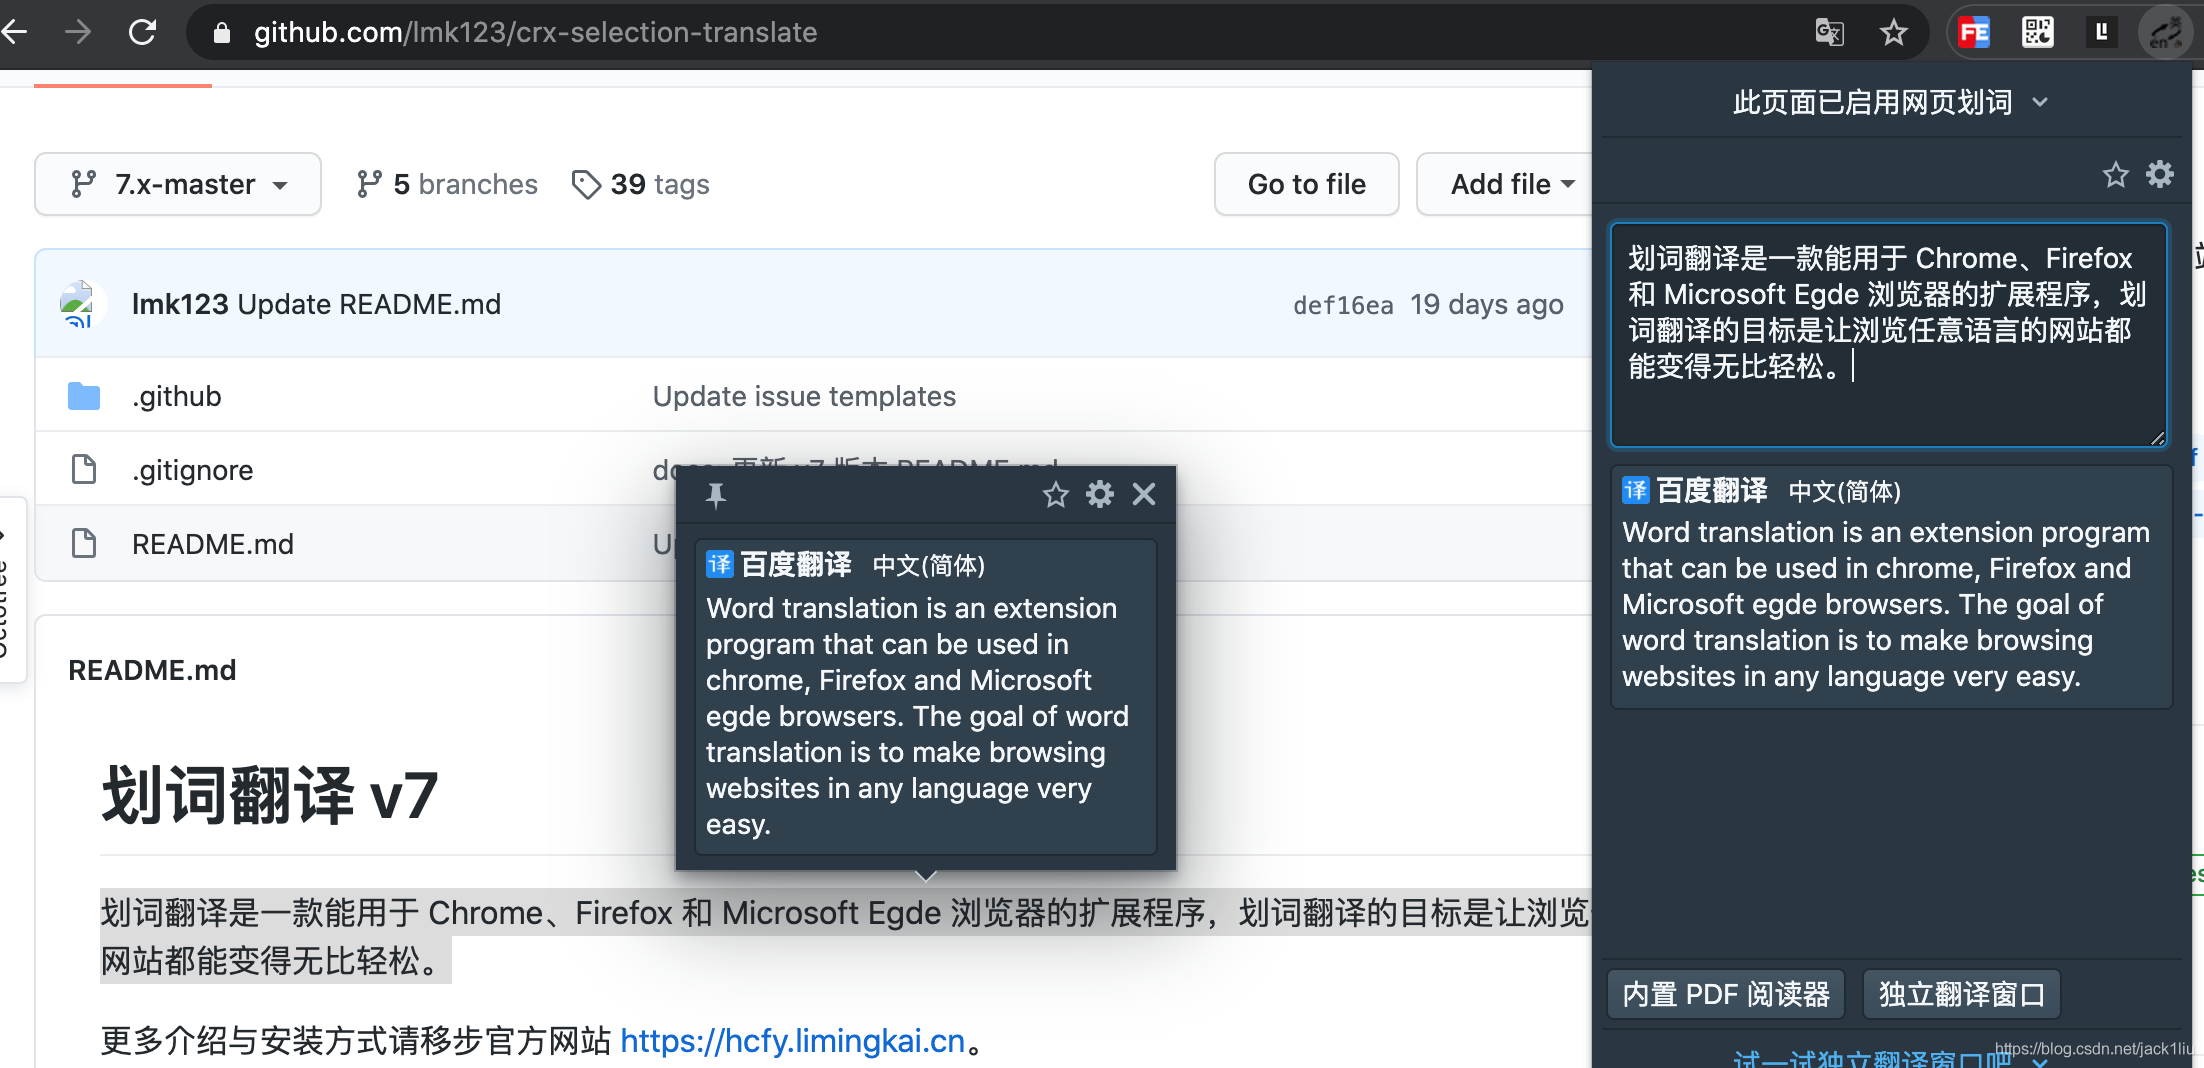 github.com/lmk123/crx-selection-translate
此页面已启用网页划词
7.x-master
5 branches
39 tags
Go to file
Add file
划词翻译是一款能用于 Chrome、Firefox
和 Microsoft Egde 浏览器的扩展程序，划
词翻译的目标是让浏览任意语言的网站都
能变得无比轻松。
lmk123 Update README.md
def16ea 19 days ago
.github
Update issue templates
.gitignore
README.md
译 百度翻译 中文(简体)
Word translation is an extension program
that can be used in chrome, Firefox and
Microsoft egde browsers. The goal of
word translation is to make browsing
websites in any language very easy.
译 百度翻译 中文(简体)
Word translation is an extension
program that can be used in
chrome, Firefox and Microsoft
egde browsers. The goal of word
translation is to make browsing
websites in any language very
easy.
README.md
划词翻译 v7
划词翻译是一款能用于 Chrome、Firefox 和 Microsoft Egde 浏览器的扩展程序，划词翻译的目标是让浏览
网站都能变得无比轻松。
更多介绍与安装方式请移步官方网站 https://hcfy.limingkai.cn。
内置 PDF 阅读器
独立翻译窗口
试一试独立翻译窗口吧
https://blog.csdn.net/jack1liu